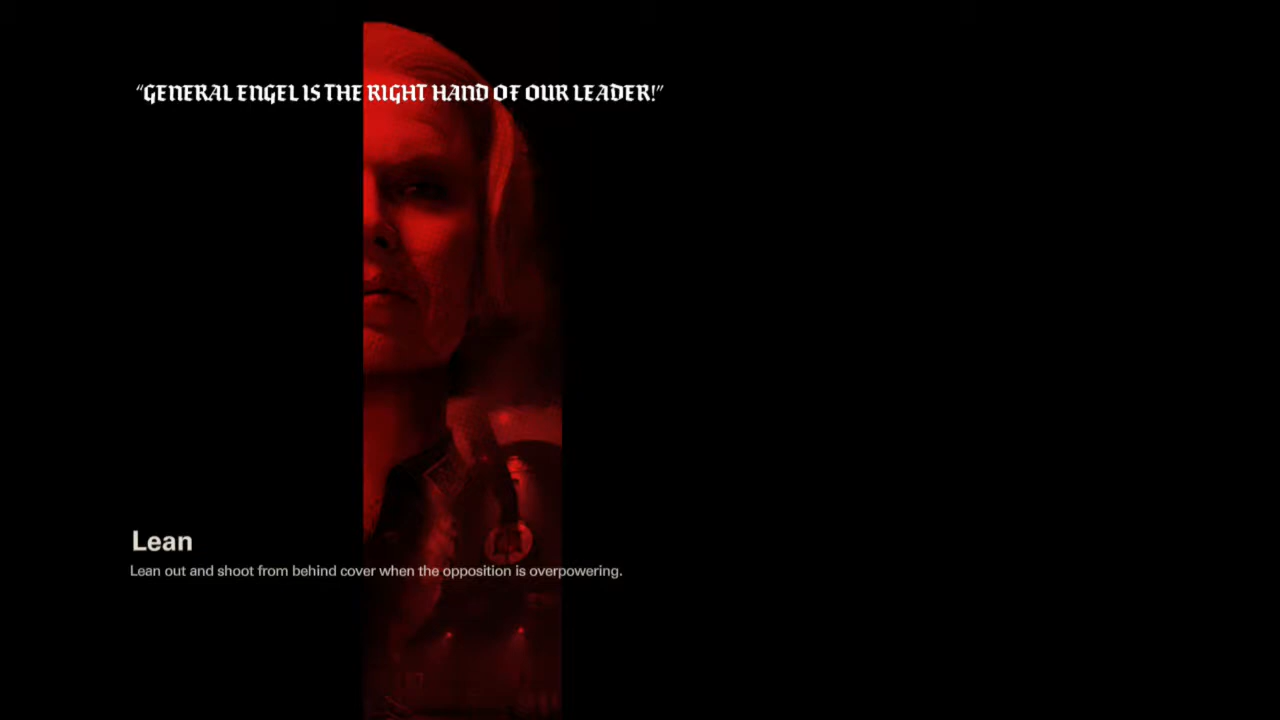 “GENERAL ENGEL IS THE RIGHT HAND OF OUR LEADER!”
Lean
Lean out and shoot from behind cover when the opposition is overpowering.